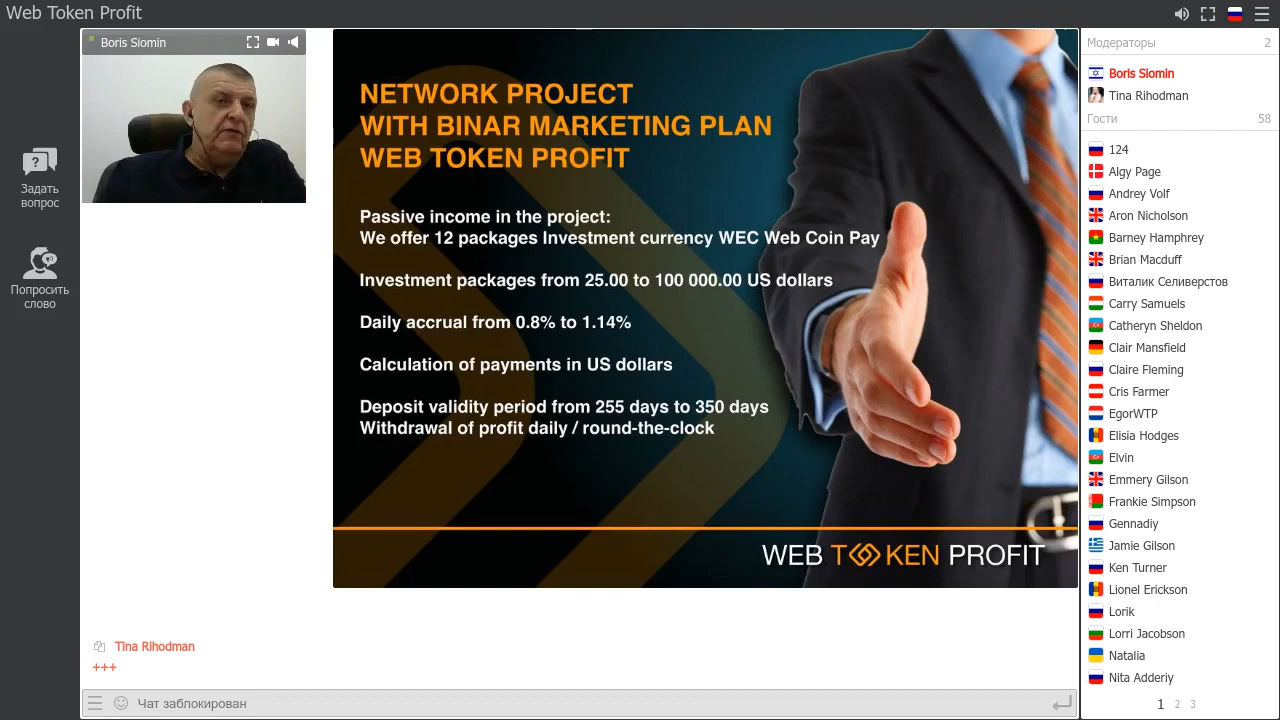 Web Token Profit
Boris Slomin
Задать
вопрос
Попросить
слово
NETWORK PROJECT
WITH BINAR MARKETING PLAN
WEB TOKEN PROFIT
Passive income in the project:
We offer 12 packages Investment currency WEC Web Coin Pay
Investment packages from 25.00 to 100 000.00 US dollars
Daily accrual from 0.8% to 1.14%
Calculation of payments in US dollars
Deposit validity period from 255 days to 350 days
Withdrawal of profit daily / round-the-clock
WEB TOKEN PROFIT
Tina Rihodman
+++
Чат заблокирован
Модераторы 2
Boris Slomin
Tina Rihodman
Гости 58
124
Algy Page
Andrey Volf
Aron Nicholson
Barney Hamphrey
Brian Macduff
Виталик Селиверстов
Carry Samuels
Catheryn Sheldon
Clair Mansfield
Claire Fleming
Cris Farmer
EgorWTP
Elisia Hodges
Elvin
Emmery Gilson
Frankie Simpson
Gennadiy
Jamie Gilson
Ken Turner
Lionel Erickson
Lorik
Lorri Jacobson
Natalia
Nita Adderiy
1 2 3